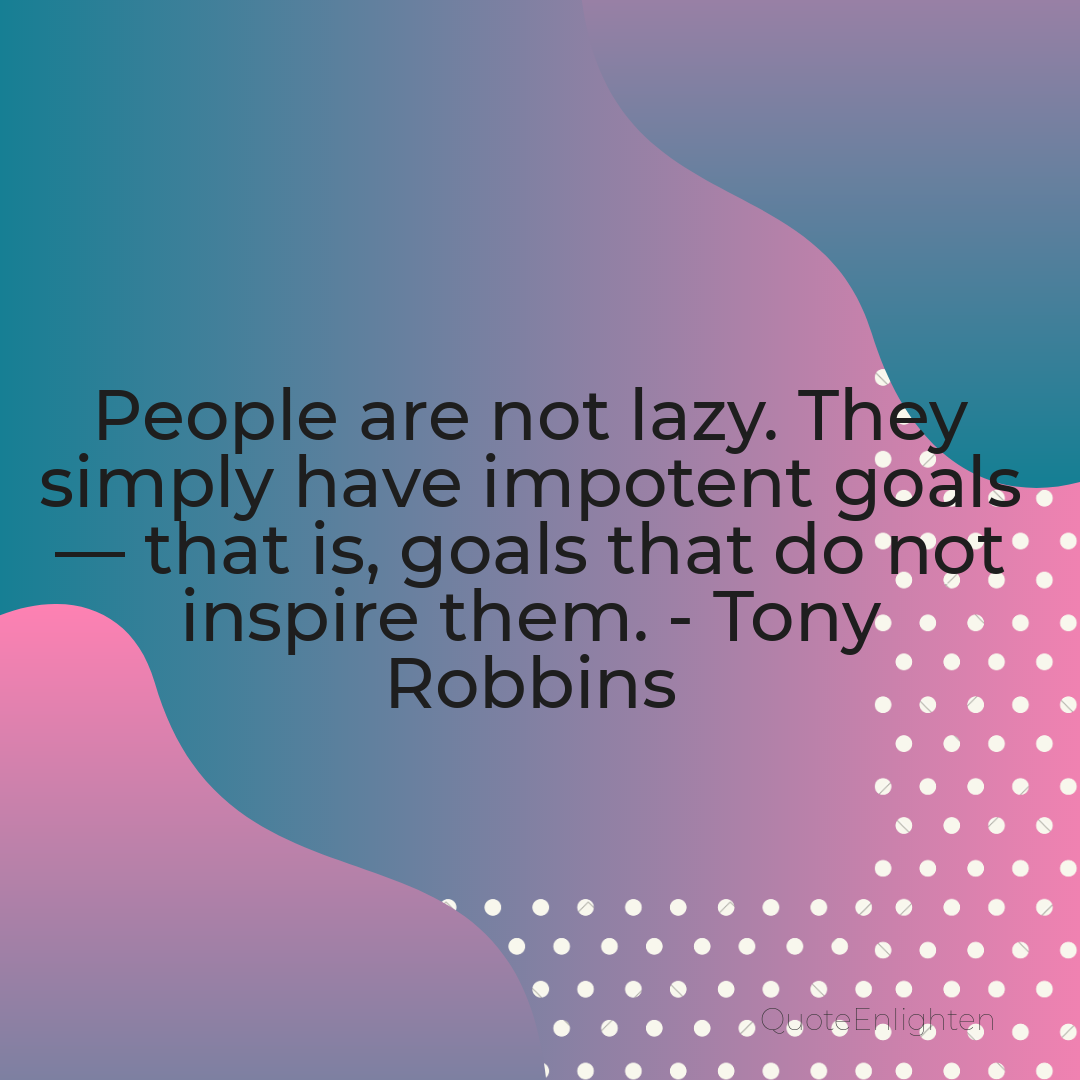 People are not lazy. They
simply have impotent goals
— that is, goals that do not
inspire them. - Tony
Robbins
QuoteEnlighten